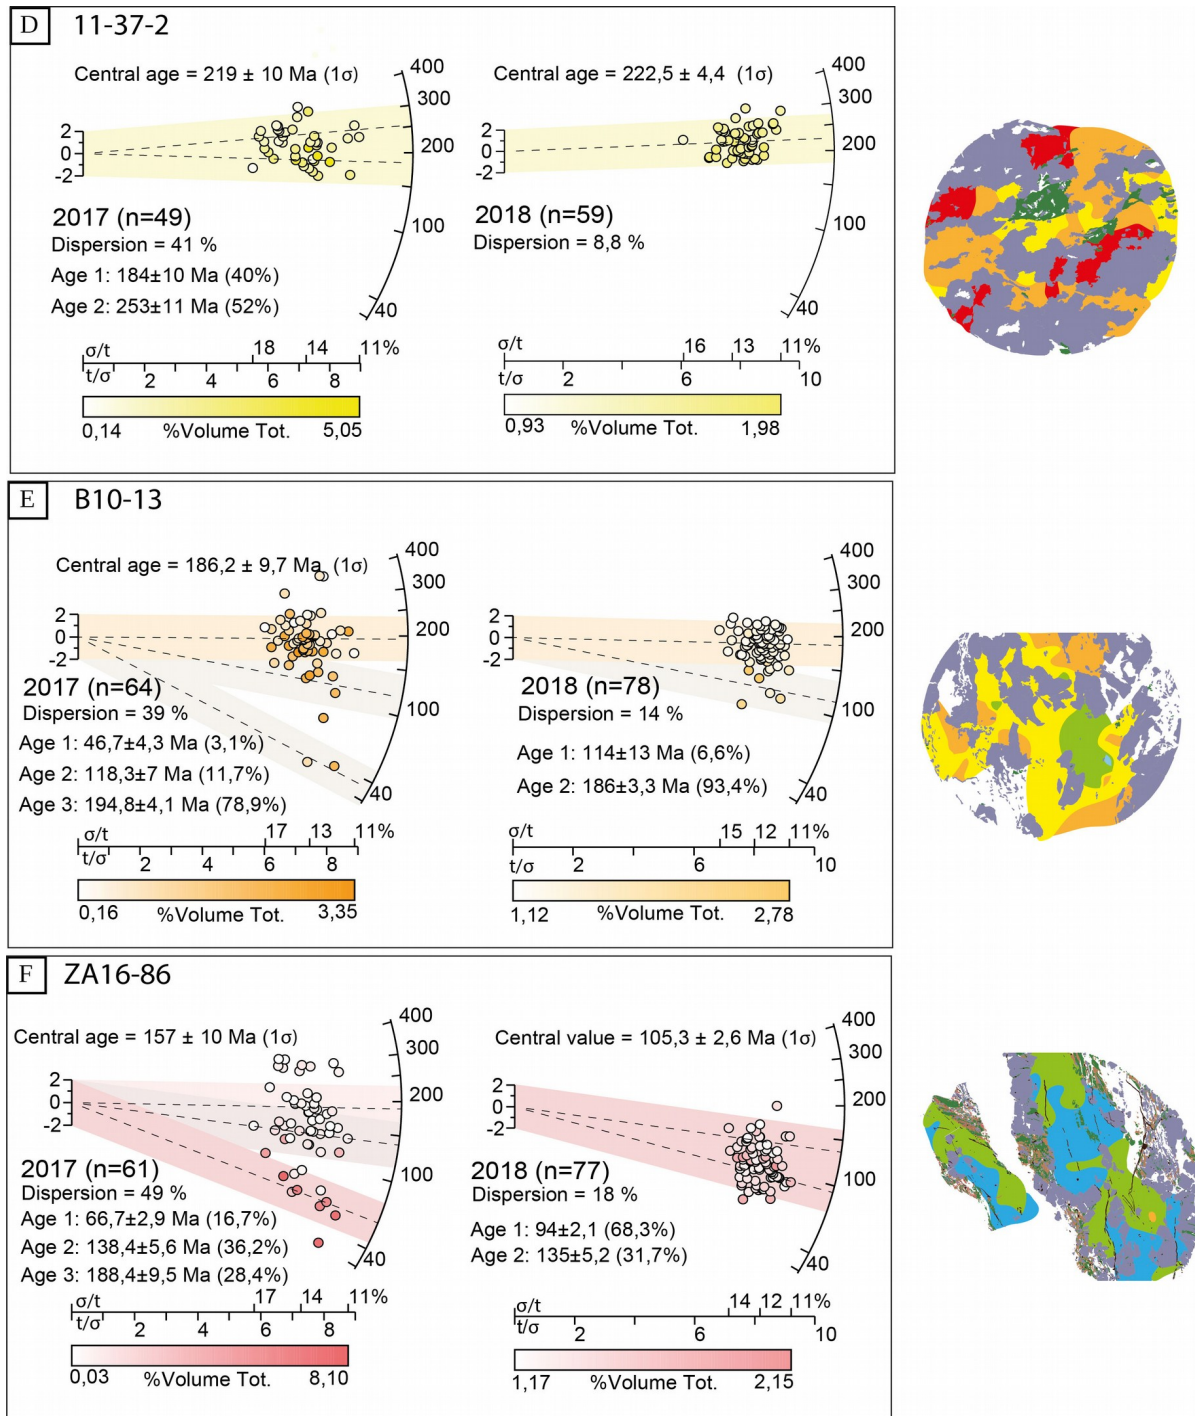 D 11-37-2
Central age = 219 ± 10 Ma (1σ)
400
300
200
100
40
2
0
-2
2017 (n=49)
Dispersion = 41 %
Age 1: 184±10 Ma (40%)
Age 2: 253±11 Ma (52%)
σ/t 18 14 11%
t/σ 2 4 6 8
0,14 %Volume Tot. 5,05
Central age = 222,5 ± 4,4 (1σ)
400
300
200
100
40
2
0
-2
2018 (n=59)
Dispersion = 8,8 %
σ/t 16 13 11%
t/σ 2 6 10
0,93 %Volume Tot. 1,98
E B10-13
Central age = 186,2 ± 9,7 Ma (1σ)
400
300
200
100
40
2
0
-2
2017 (n=64)
Dispersion = 39 %
Age 1: 46,7±4,3 Ma (3,1%)
Age 2: 118,3±7 Ma (11,7%)
Age 3: 194,8±4,1 Ma (78,9%)
σ/t 17 13 11%
t/σ 2 4 6 8
0,16 %Volume Tot. 3,35
400
300
200
100
40
2
0
-2
2018 (n=78)
Dispersion = 14 %
Age 1: 114±13 Ma (6,6%)
Age 2: 186±3,3 Ma (93,4%)
σ/t 15 12 11%
t/σ 2 6 10
1,12 %Volume Tot. 2,78
F ZA16-86
Central age = 157 ± 10 Ma (1σ)
400
300
200
100
40
2
0
-2
2017 (n=61)
Dispersion = 49 %
Age 1: 66,7±2,9 Ma (16,7%)
Age 2: 138,4±5,6 Ma (36,2%)
Age 3: 188,4±9,5 Ma (28,4%)
σ/t 17 14 11%
t/σ 2 4 6 8
0,03 %Volume Tot. 8,10
Central value = 105,3 ± 2,6 Ma (1σ)
400
300
200
100
40
2
0
-2
2018 (n=77)
Dispersion = 18 %
Age 1: 94±2,1 (68,3%)
Age 2: 135±5,2 (31,7%)
σ/t 14 12 11%
t/σ 2 6 10
1,17 %Volume Tot. 2,15